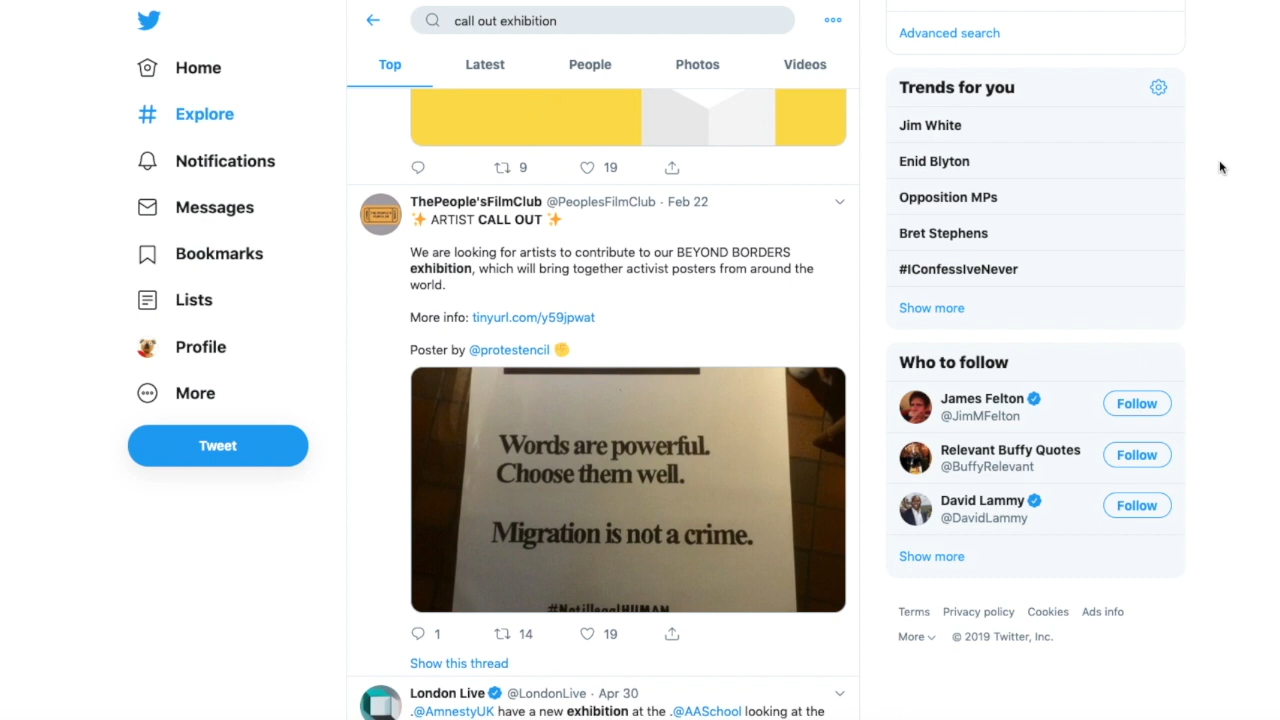 Home
Explore
Notifications
Messages
Bookmarks
Lists
Profile
More
Tweet
call out exhibition
Top
Latest
People
Photos
Videos
9
19
ThePeople'sFilmClub @PeoplesFilmClub · Feb 22
✨ ARTIST CALL OUT ✨
We are looking for artists to contribute to our BEYOND BORDERS
exhibition, which will bring together activist posters from around the
world.
More info: tinyurl.com/y59jpwat
Poster by @protestencil ✊
Words are powerful.
Choose them well.
Migration is not a crime.
#NotillegalHUMAN
1
14
19
Show this thread
London Live @LondonLive · Apr 30
.@AmnestyUK have a new exhibition at the .@AASchool looking at the
Advanced search
Trends for you
Jim White
Enid Blyton
Opposition MPs
Bret Stephens
#IConfessIveNever
Show more
Who to follow
James Felton
@JimMFelton
Follow
Relevant Buffy Quotes
@BuffyRelevant
Follow
David Lammy
@DavidLammy
Follow
Show more
Terms Privacy policy Cookies Ads info
More © 2019 Twitter, Inc.